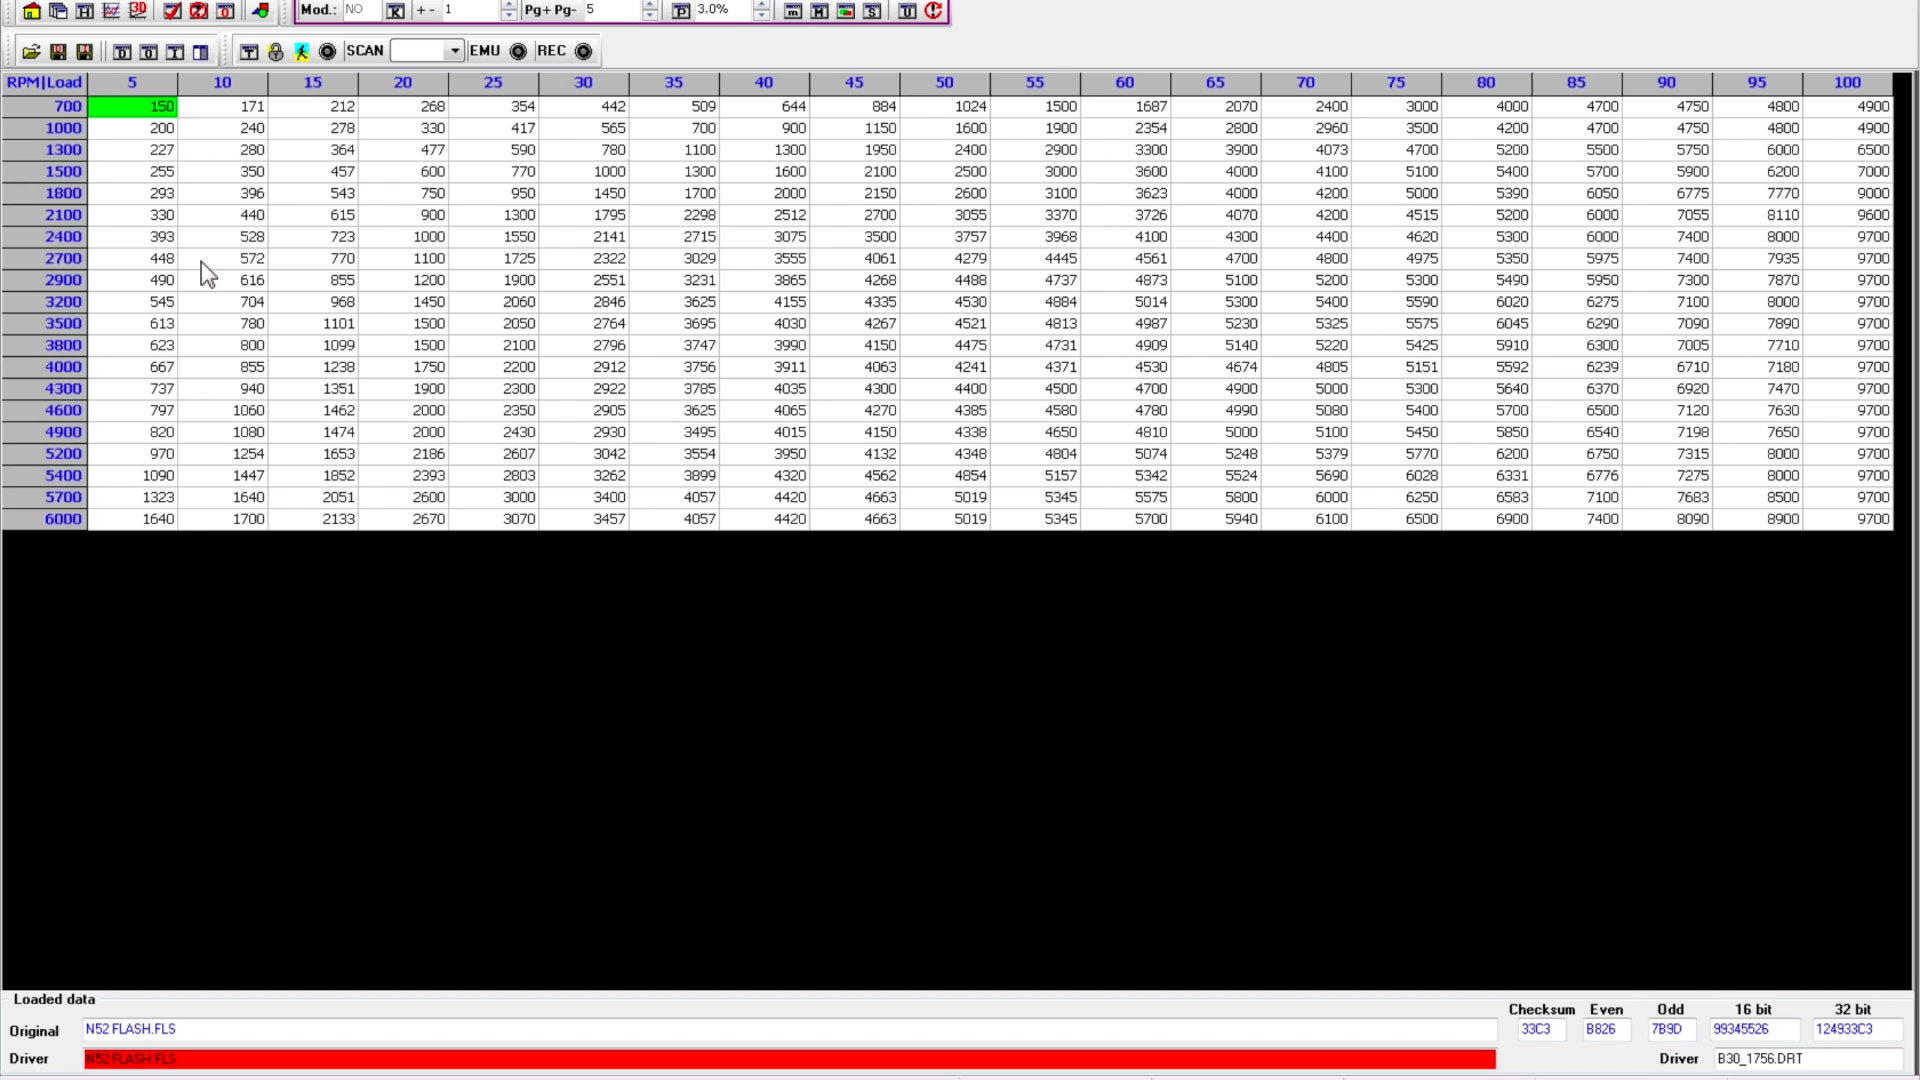 Mod.: NO K + - 1 Pg+ Pg- 5 P 3.0% m M S U
D O I T SCAN EMU REC
RPM|Load 5 10 15 20 25 30 35 40 45 50 55 60 65 70 75 80 85 90 95 100
700 150 171 212 268 354 442 509 644 884 1024 1500 1687 2070 2400 3000 4000 4700 4750 4800 4900
1000 200 240 278 330 417 565 700 900 1150 1600 1900 2354 2800 2960 3500 4200 4700 4750 4800 4900
1300 227 280 364 477 590 780 1100 1300 1950 2400 2900 3300 3900 4073 4700 5200 5500 5750 6000 6500
1500 255 350 457 600 770 1000 1300 1600 2100 2500 3000 3600 4000 4100 5100 5400 5700 5900 6200 7000
1800 293 396 543 750 950 1450 1700 2000 2150 2600 3100 3623 4000 4200 5000 5390 6050 6775 7770 9000
2100 330 440 615 900 1300 1795 2298 2512 2700 3055 3370 3726 4070 4200 4515 5200 6000 7055 8110 9600
2400 393 528 723 1000 1550 2141 2715 3075 3500 3757 3968 4100 4300 4400 4620 5300 6000 7400 8000 9700
2700 448 572 770 1100 1725 2322 3029 3555 4061 4279 4445 4561 4700 4800 4975 5350 5975 7400 7935 9700
2900 490 616 855 1200 1900 2551 3231 3865 4268 4488 4737 4873 5100 5200 5300 5490 5950 7300 7870 9700
3200 545 704 968 1450 2060 2846 3625 4155 4335 4530 4884 5014 5300 5400 5590 6020 6275 7100 8000 9700
3500 613 780 1101 1500 2050 2764 3695 4030 4267 4521 4813 4987 5230 5325 5575 6045 6290 7090 7890 9700
3800 623 800 1099 1500 2100 2796 3747 3990 4150 4475 4731 4909 5140 5220 5425 5910 6300 7005 7710 9700
4000 667 855 1238 1750 2200 2912 3756 3911 4063 4241 4371 4530 4674 4805 5151 5592 6239 6710 7180 9700
4300 737 940 1351 1900 2300 2922 3785 4035 4300 4400 4500 4700 4900 5000 5300 5640 6370 6920 7470 9700
4600 797 1060 1462 2000 2350 2905 3625 4065 4270 4385 4580 4780 4990 5080 5400 5700 6500 7120 7630 9700
4900 820 1080 1474 2000 2430 2930 3495 4015 4150 4338 4650 4810 5000 5100 5450 5850 6540 7198 7650 9700
5200 970 1254 1653 2186 2607 3042 3554 3950 4132 4348 4804 5074 5248 5379 5770 6200 6750 7315 8000 9700
5400 1090 1447 1852 2393 2803 3262 3899 4320 4562 4854 5157 5342 5524 5690 6028 6331 6776 7275 8000 9700
5700 1323 1640 2051 2600 3000 3400 4057 4420 4663 5019 5345 5575 5800 6000 6250 6583 7100 7683 8500 9700
6000 1640 1700 2133 2670 3070 3457 4057 4420 4663 5019 5345 5700 5940 6100 6500 6900 7400 8090 8900 9700
Loaded data
Checksum Even Odd 16 bit 32 bit
Original N52 FLASH.FLS 33C3 B826 7B9D 99345526 124933C3
Driver N52 FLASH.FLS Driver B30_1756.DRT